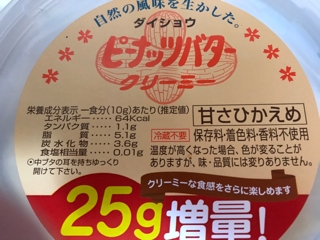 自然の風味を生かした。
ダイショウ
ピーナッツバター
クリーミー
栄養成分表示 一食分(10g)あたり(推定値)
エネルギー 64Kcal
タンパク質 1.1g
脂質 5.1g
炭水化物 3.6g
食塩相当量 0.01g
◆中ブタの耳を持ちゆっくり
開けて下さい。
甘さひかえめ
冷蔵不要 保存料・着色料・香料不使用
温度が高くなった場合、色が変ることが
ありますが、味・品質には変りありません。
クリーミーな食感をさらに楽しめます
25g増量!